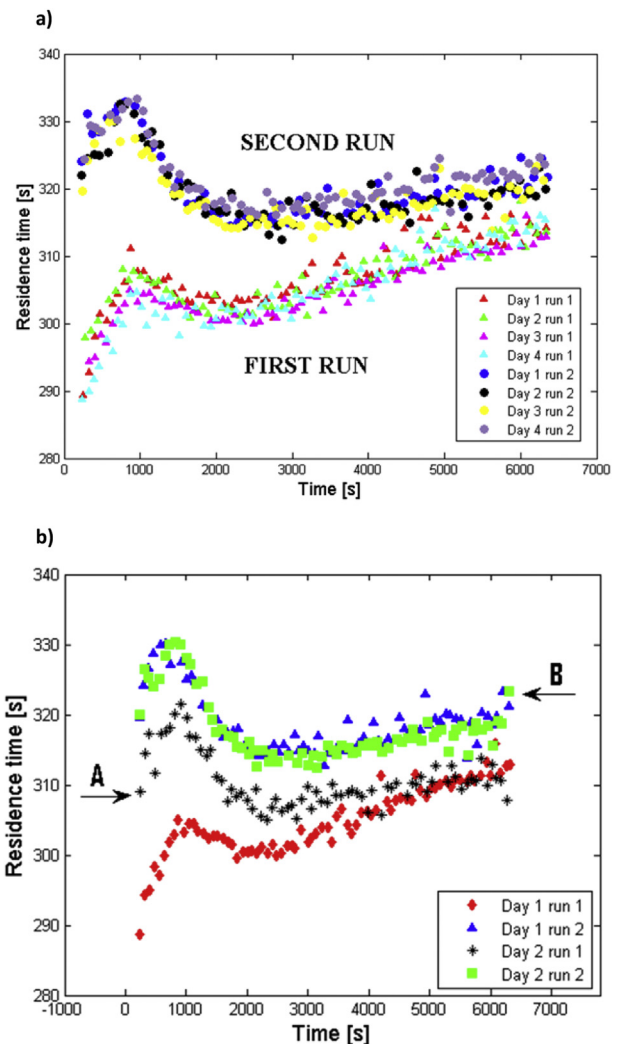 a)
340
330
320
310
300
290
280
Residence time [s]
SECOND RUN
FIRST RUN
Day 1 run 1
Day 2 run 1
Day 3 run 1
Day 4 run 1
Day 1 run 2
Day 2 run 2
Day 3 run 2
Day 4 run 2
0 1000 2000 3000 4000 5000 6000 7000
Time [s]
b)
340
330
320
310
300
290
280
Residence time [s]
B
A
Day 1 run 1
Day 1 run 2
Day 2 run 1
Day 2 run 2
-1000 0 1000 2000 3000 4000 5000 6000 7000
Time [s]